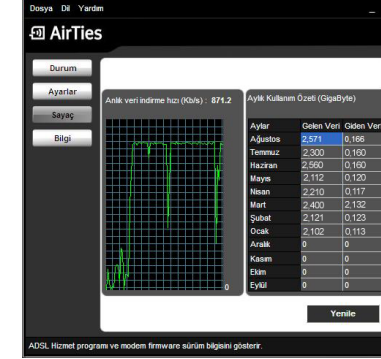 Dosya Dil Yardım
AirTies
Durum
Ayarlar
Sayaç
Bilgi
Anlık veri indirme hızı (Kb/s) : 871.2
0
Aylık Kullanım Özeti (GigaByte)
Aylar Gelen Veri Giden Ver
Ağustos 2,571 0,166
Temmuz 2,300 0,160
Haziran 2,560 0,160
Mayıs 2,112 0,120
Nisan 2,210 0,117
Mart 2,400 2,132
Şubat 2,121 0,123
Ocak 2,102 0,113
Aralık 0 0
Kasım 0 0
Ekim 0 0
Eylül 0 0
Yenile
ADSL Hizmet programı ve modem firmware sürüm bilgisini gösterir.